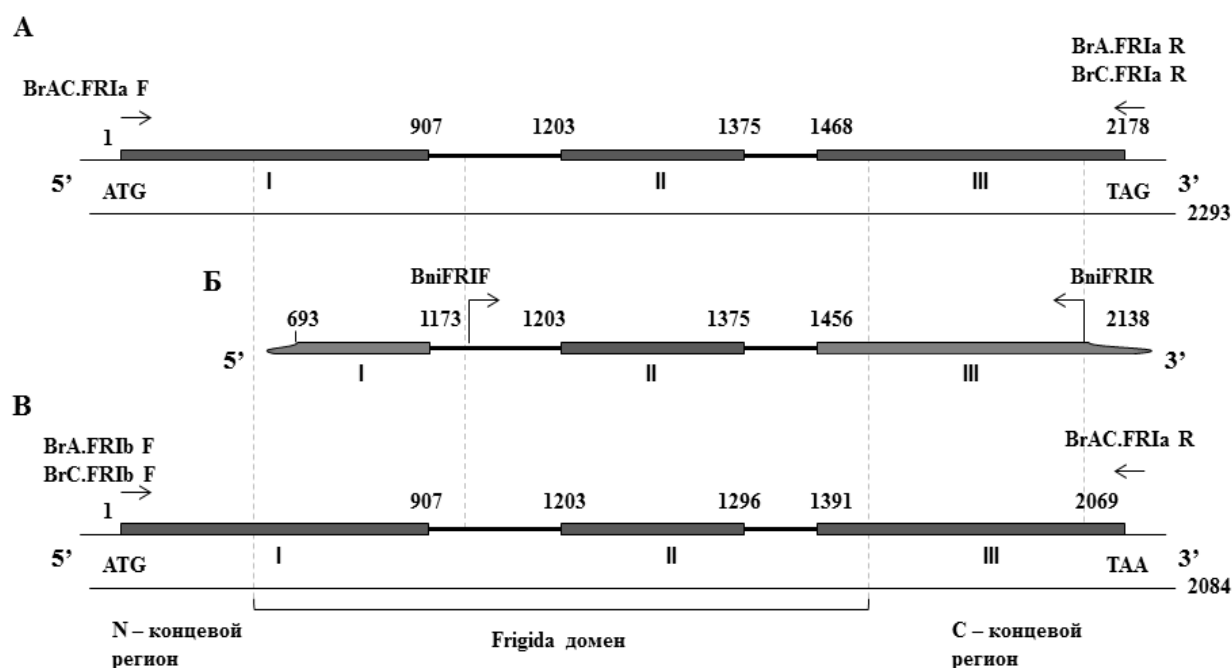 А
BrAC.FRIa F
BrA.FRIa R
BrC.FRIa R
1 907 1203 1375 1468 2178
5’ I II III 3’
ATG TAG
2293
Б
BniFRIF BniFRIR
693 1173 1203 1375 1456 2138
5’ I II III 3’
В
BrA.FRIb F
BrC.FRIb F
BrAC.FRIa R
1 907 1203 1296 1391 2069
5’ I II III 3’
ATG TAA
2084
N – концевой
регион
Frigida домен
С – концевой
регион